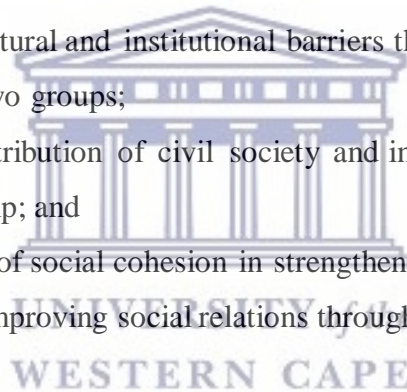 tural and institutional barriers th
vo groups;
tribution of civil society and in
p; and
of social cohesion in strengthen
UNIVERSITY of the
mproving social relations through
WESTERN CAPE